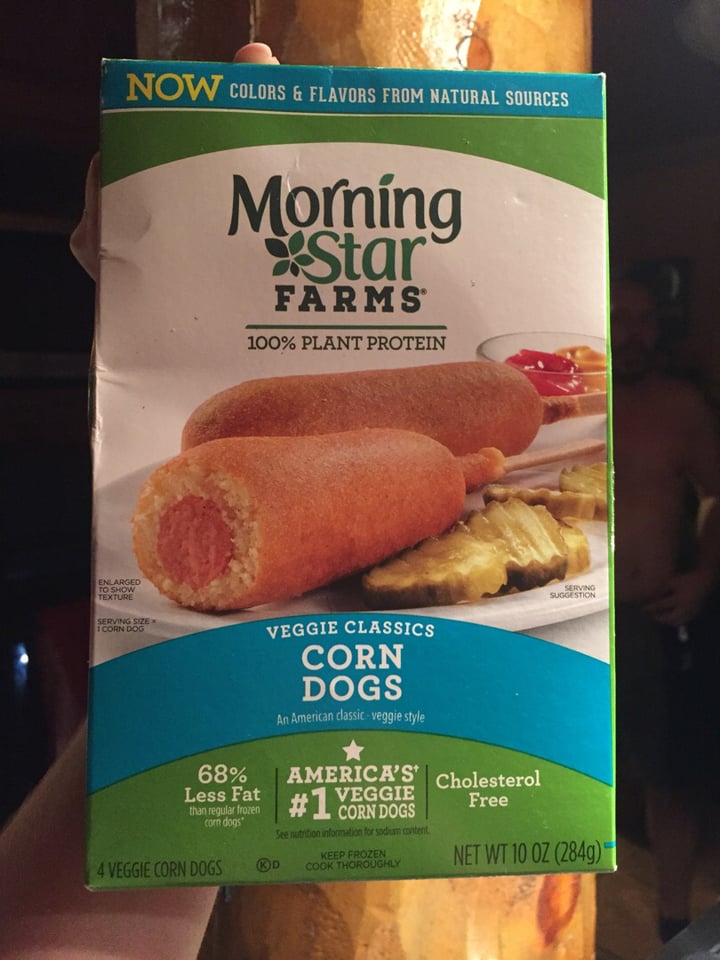 NOW COLORS & FLAVORS FROM NATURAL SOURCES
Morning
Star
FARMS®
100% PLANT PROTEIN
ENLARGED
TO SHOW
TEXTURE
SERVING SIZE =
1 CORN DOG
SERVING
SUGGESTION
VEGGIE CLASSICS
CORN
DOGS
An American classic - veggie style
68%
Less Fat
than regular frozen
corn dogs*
AMERICA'S†
#1 VEGGIE
CORN DOGS
Cholesterol
Free
See nutrition information for sodium content.
4 VEGGIE CORN DOGS
K D
KEEP FROZEN
COOK THOROUGHLY
NET WT 10 OZ (284g)